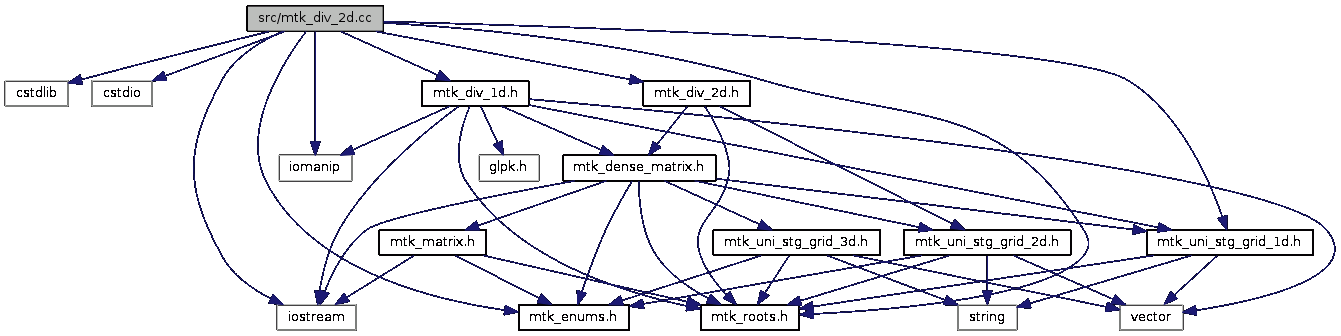 src/mtk_div_2d.cc
cstdlib
cstdio
mtk_div_1d.h
mtk_div_2d.h
iomanip
glpk.h
mtk_dense_matrix.h
mtk_matrix.h
mtk_uni_stg_grid_3d.h
mtk_uni_stg_grid_2d.h
mtk_uni_stg_grid_1d.h
iostream
mtk_enums.h
mtk_roots.h
string
vector